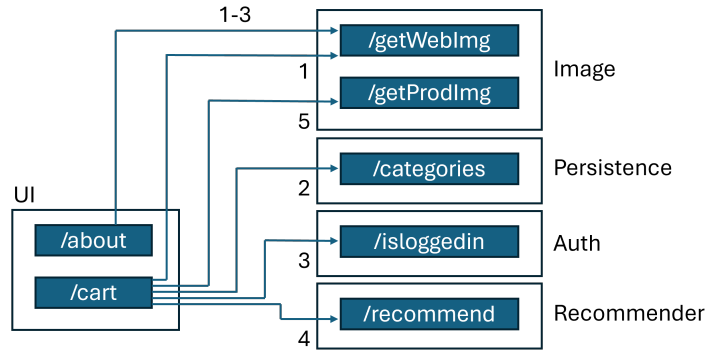 1-3
/getWebImg
1
Image
/getProdImg
5
/categories
Persistence
2
UI
/about
/isloggedin
Auth
3
/cart
/recommend
Recommender
4